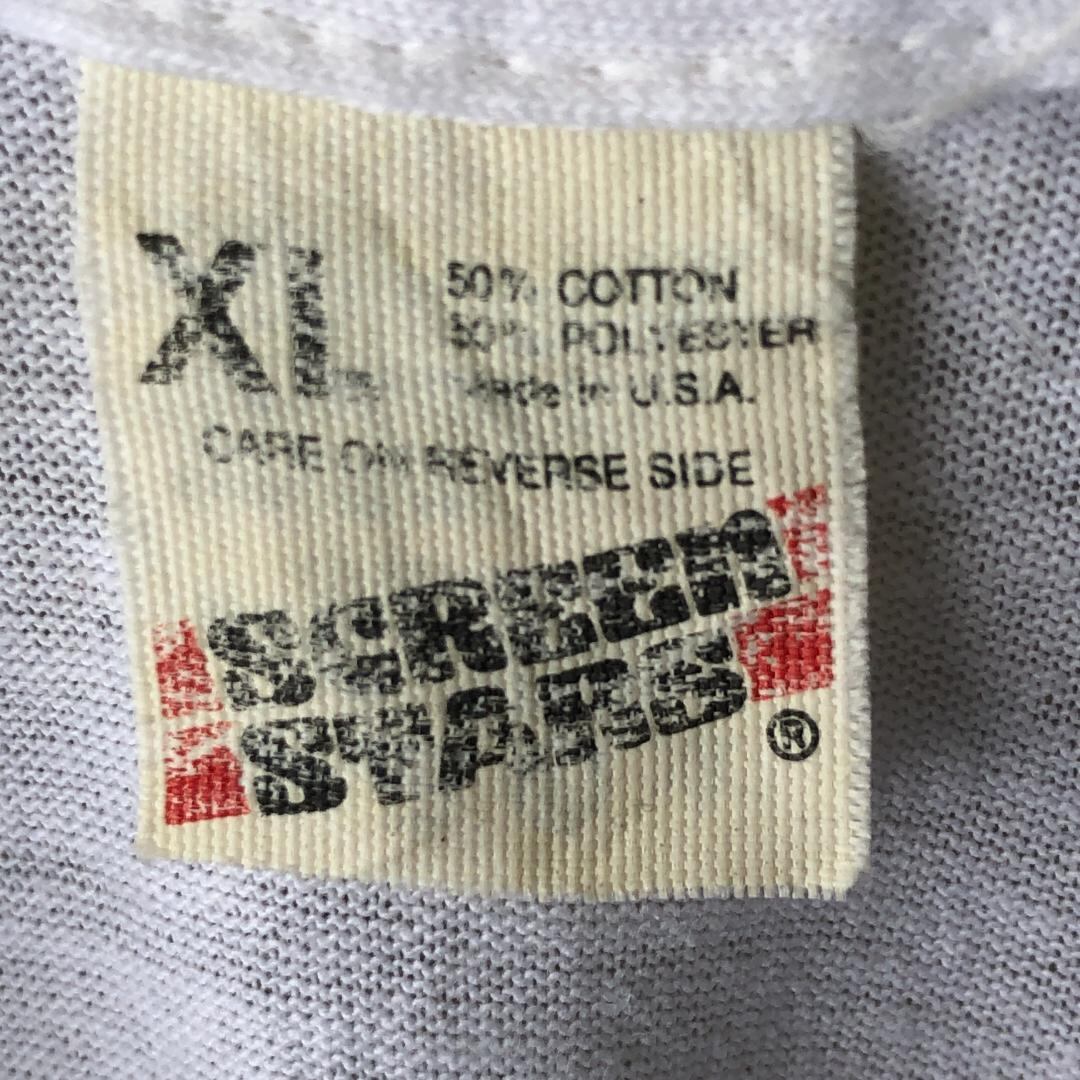 XL
50% COTTON
50% POLYESTER
Made in U.S.A.
CARE ON REVERSE SIDE
SCREEN
STARS
®